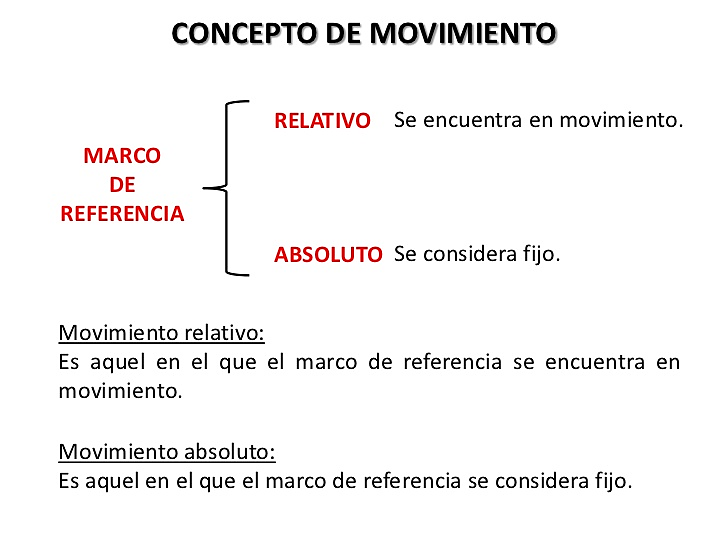 CONCEPTO DE MOVIMIENTO
RELATIVO Se encuentra en movimiento.
MARCO
DE
REFERENCIA
ABSOLUTO Se considera fijo.
Movimiento relativo:
Es aquel en el que el marco de referencia se encuentra en
movimiento.
Movimiento absoluto:
Es aquel en el que el marco de referencia se considera fijo.